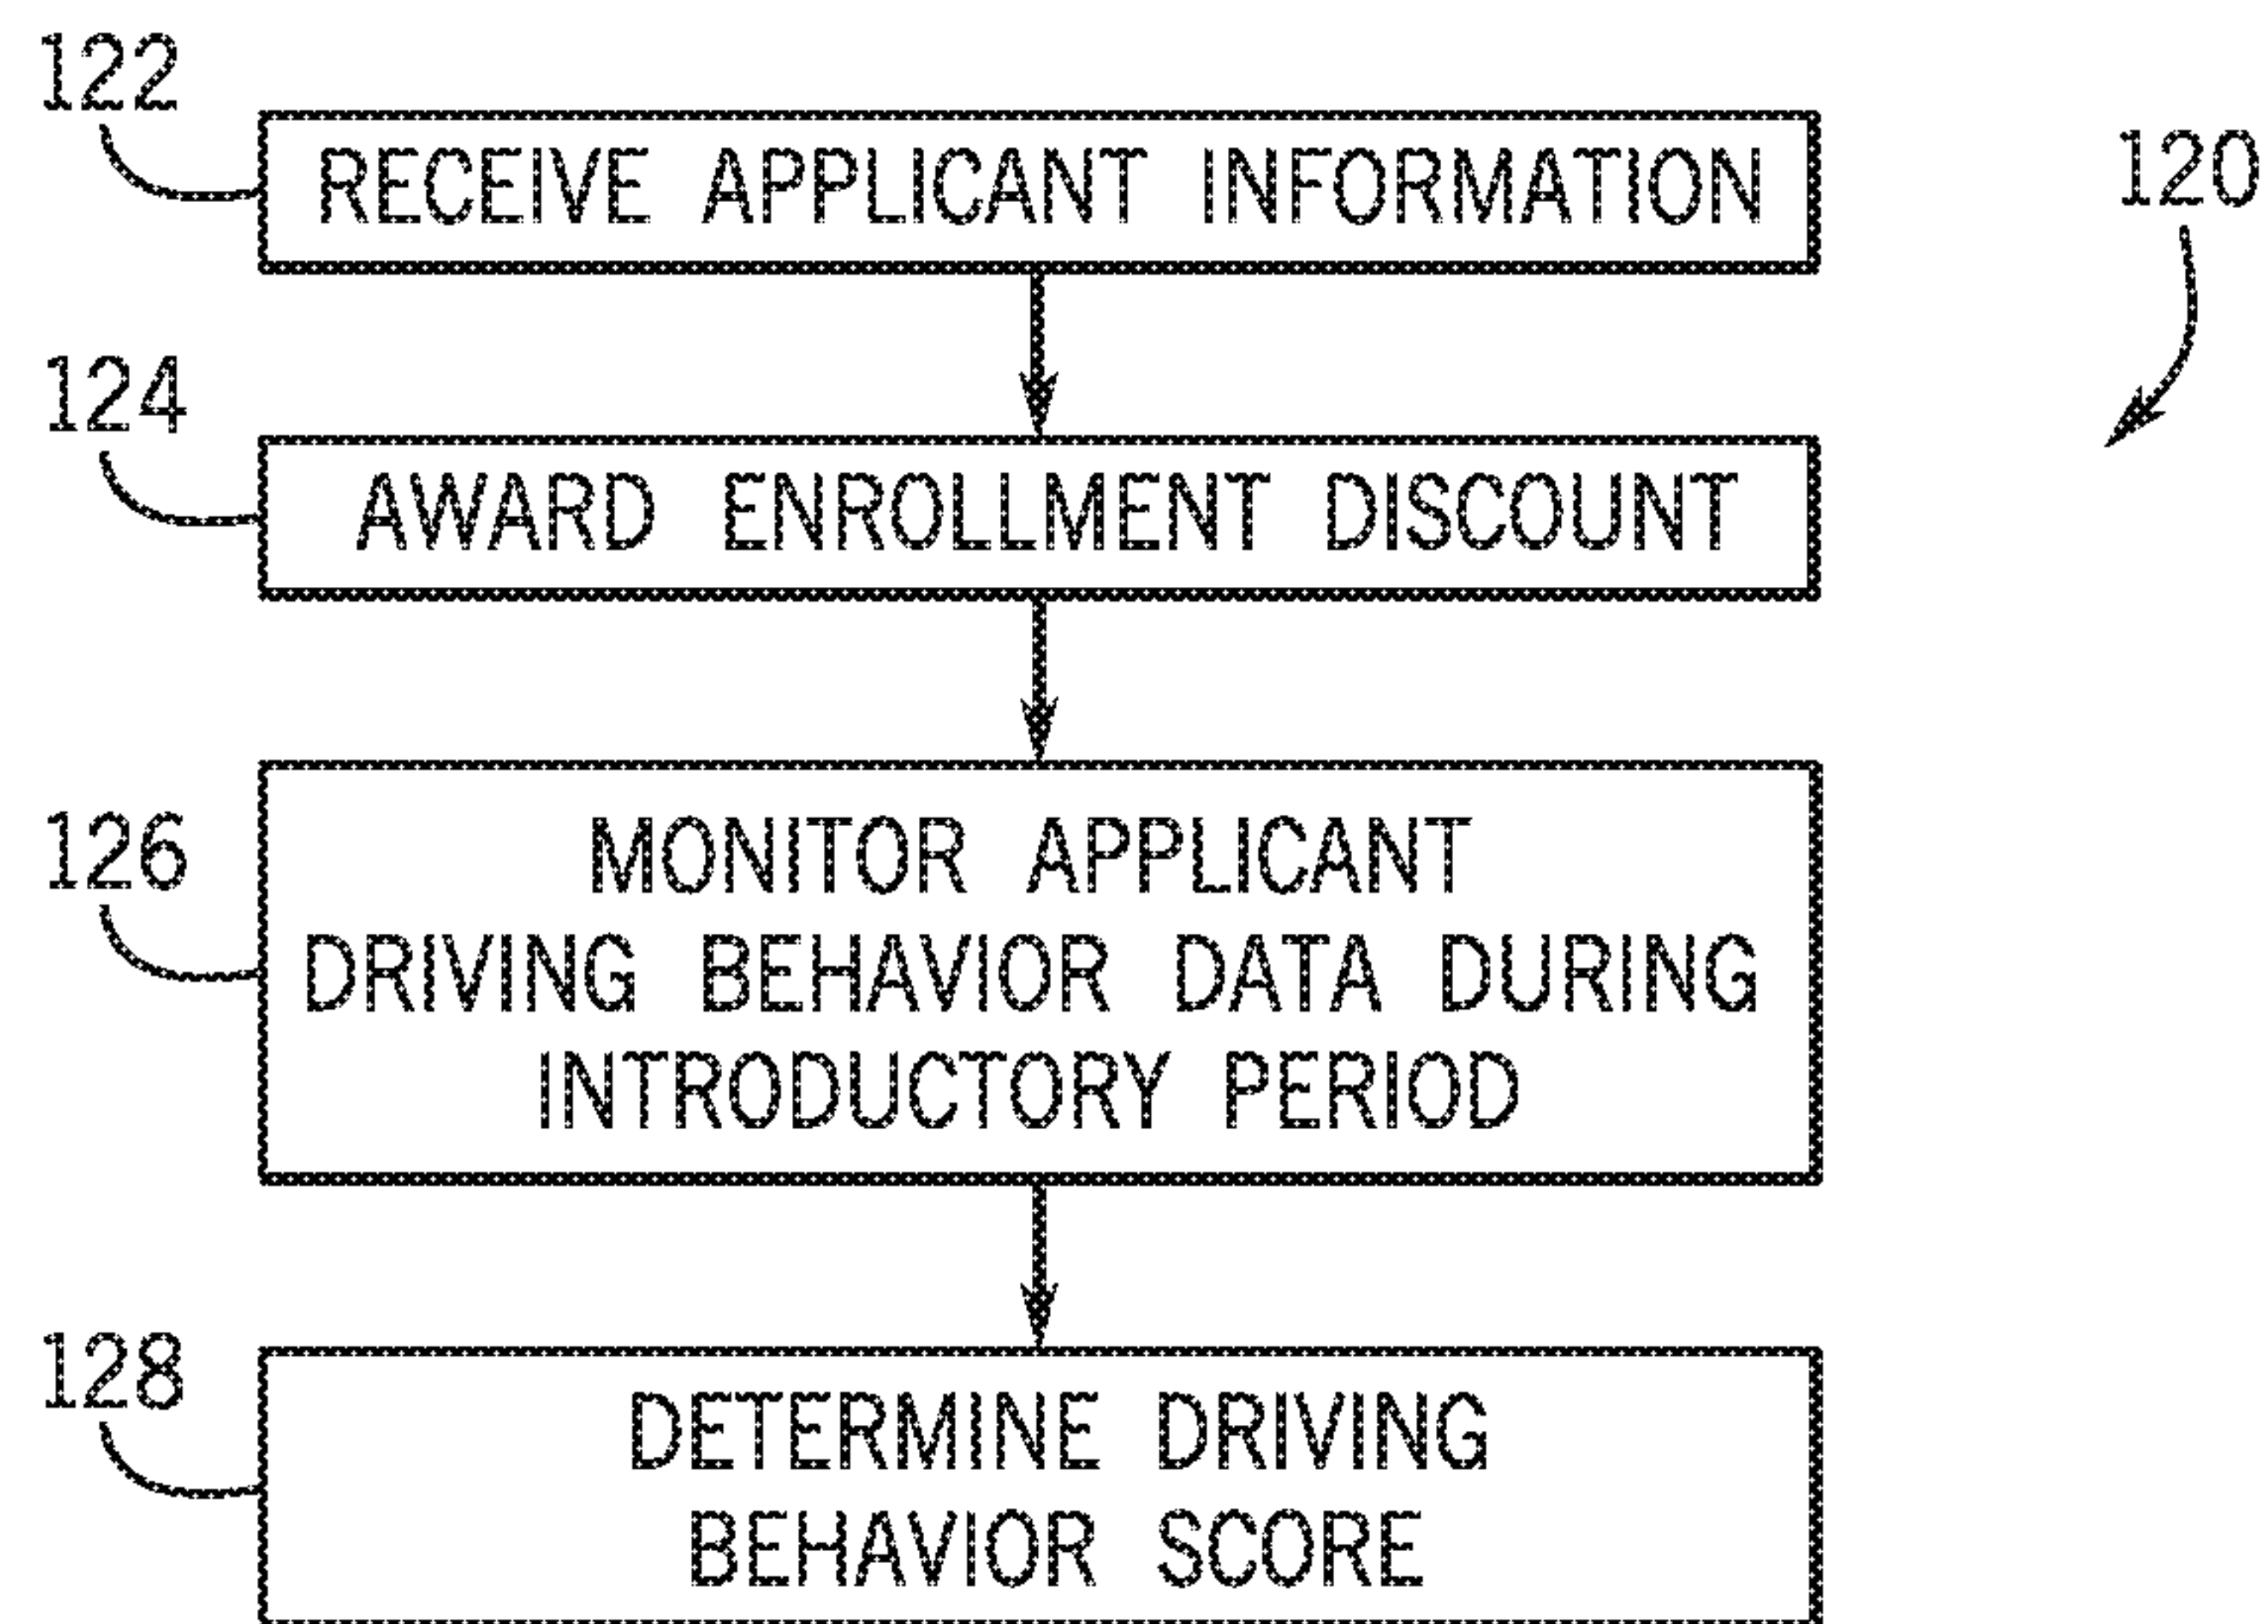 122
RECEIVE APPLICANT INFORMATION
120
124
AWARD ENROLLMENT DISCOUNT
126
MONITOR APPLICANT
DRIVING BEHAVIOR DATA DURING
INTRODUCTORY PERIOD
128
DETERMINE DRIVING
BEHAVIOR SCORE